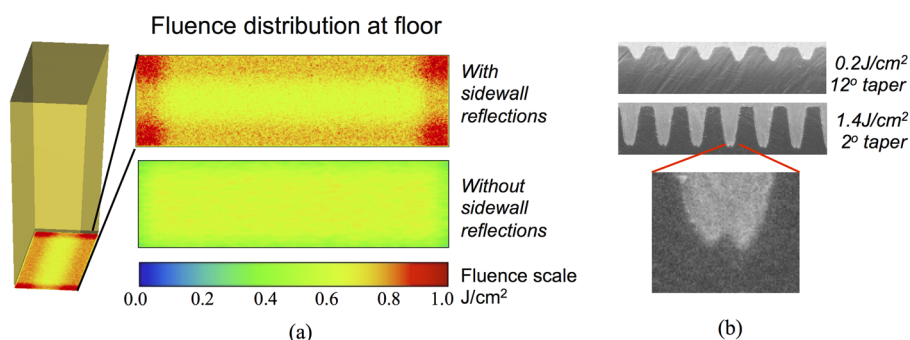 Fluence distribution at floor
With
sidewall
reflections
Without
sidewall
reflections
Fluence scale
J/cm²
0.0 0.2 0.4 0.6 0.8 1.0
(a)
0.2J/cm²
12° taper
1.4J/cm²
2° taper
(b)